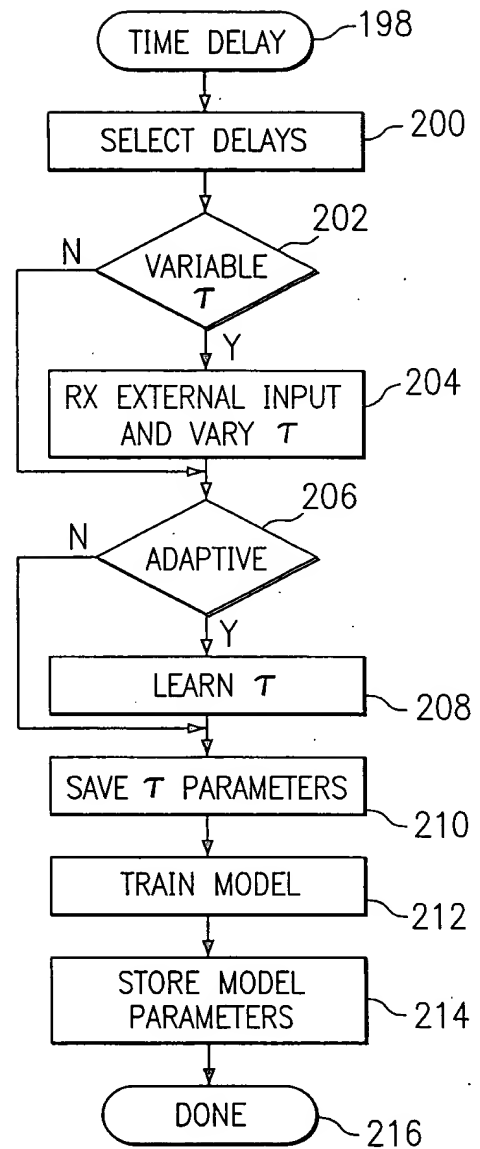 TIME DELAY
198
SELECT DELAYS
200
202
VARIABLE
τ
N
Y
RX EXTERNAL INPUT
AND VARY τ
204
206
ADAPTIVE
N
Y
LEARN τ
208
SAVE τ PARAMETERS
210
TRAIN MODEL
212
STORE MODEL
PARAMETERS
214
DONE
216